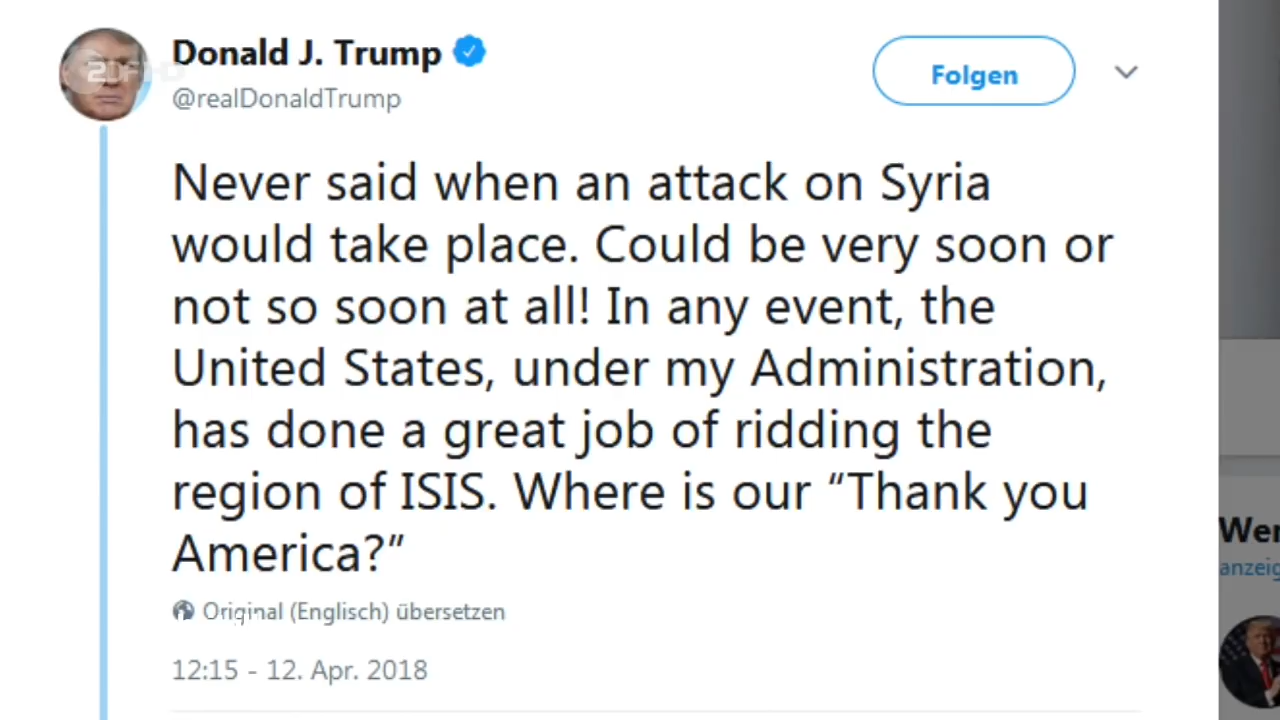 Donald J. Trump
@realDonaldTrump
Folgen
ZDF HD
Never said when an attack on Syria
would take place. Could be very soon or
not so soon at all! In any event, the
United States, under my Administration,
has done a great job of ridding the
region of ISIS. Where is our “Thank you
America?”
Original (Englisch) übersetzen
12:15 - 12. Apr. 2018